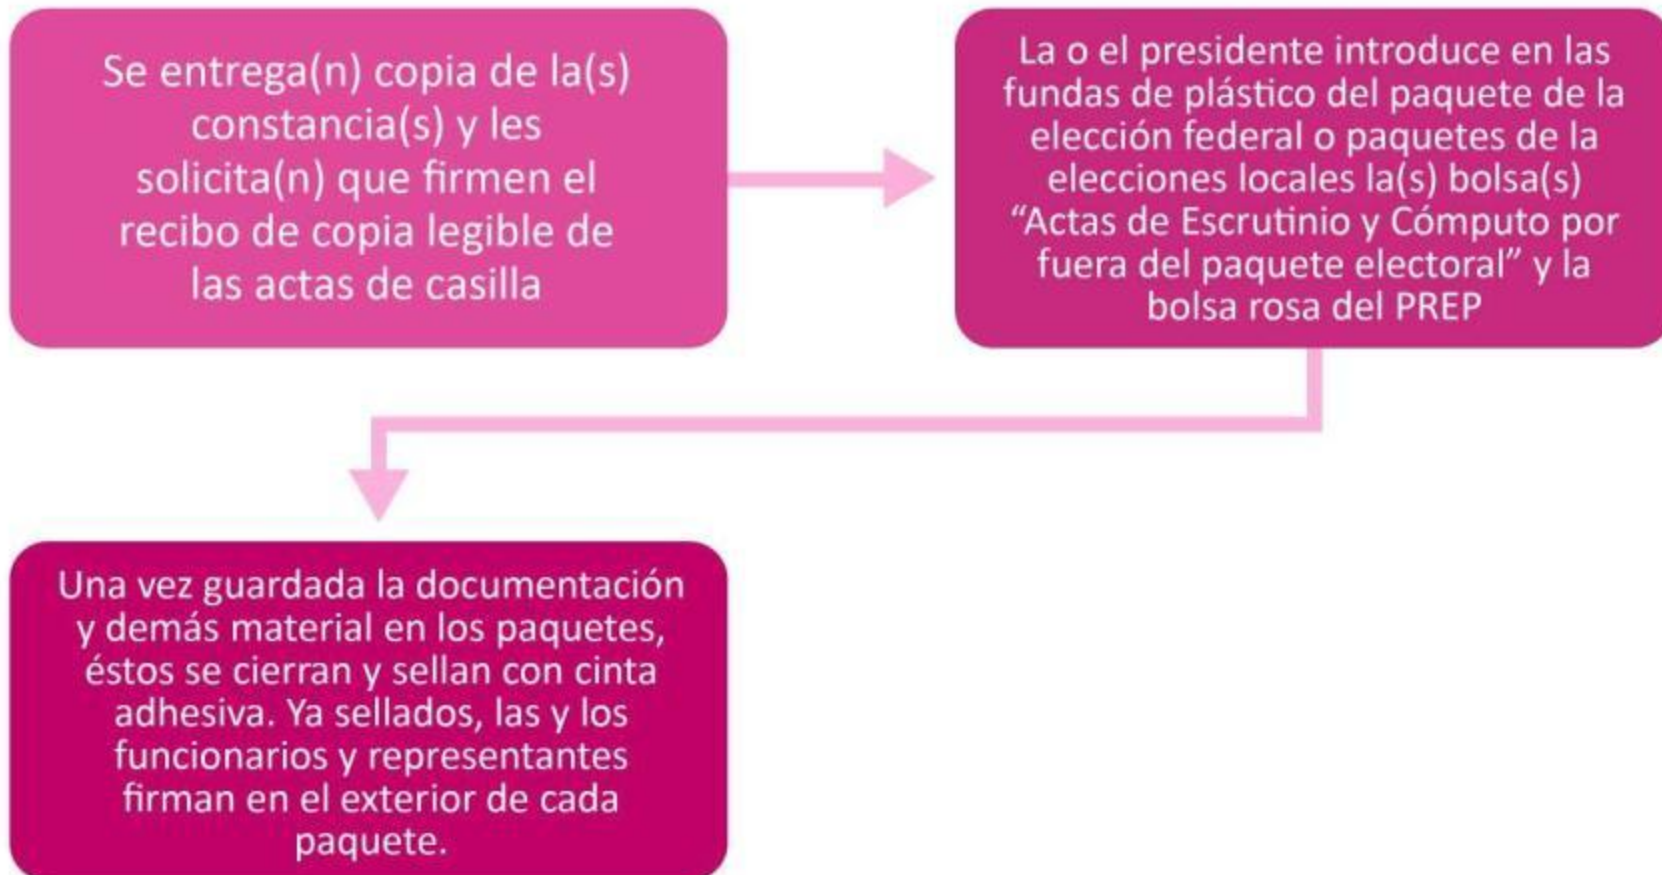 Se entrega(n) copia de la(s)
constancia(s) y les
solicita(n) que firmen el
recibo de copia legible de
las actas de casilla
La o el presidente introduce en las
fundas de plástico del paquete de la
elección federal o paquetes de la
elecciones locales la(s) bolsa(s)
“Actas de Escrutinio y Cómputo por
fuera del paquete electoral” y la
bolsa rosa del PREP
Una vez guardada la documentación
y demás material en los paquetes,
éstos se cierran y sellan con cinta
adhesiva. Ya sellados, las y los
funcionarios y representantes
firman en el exterior de cada
paquete.